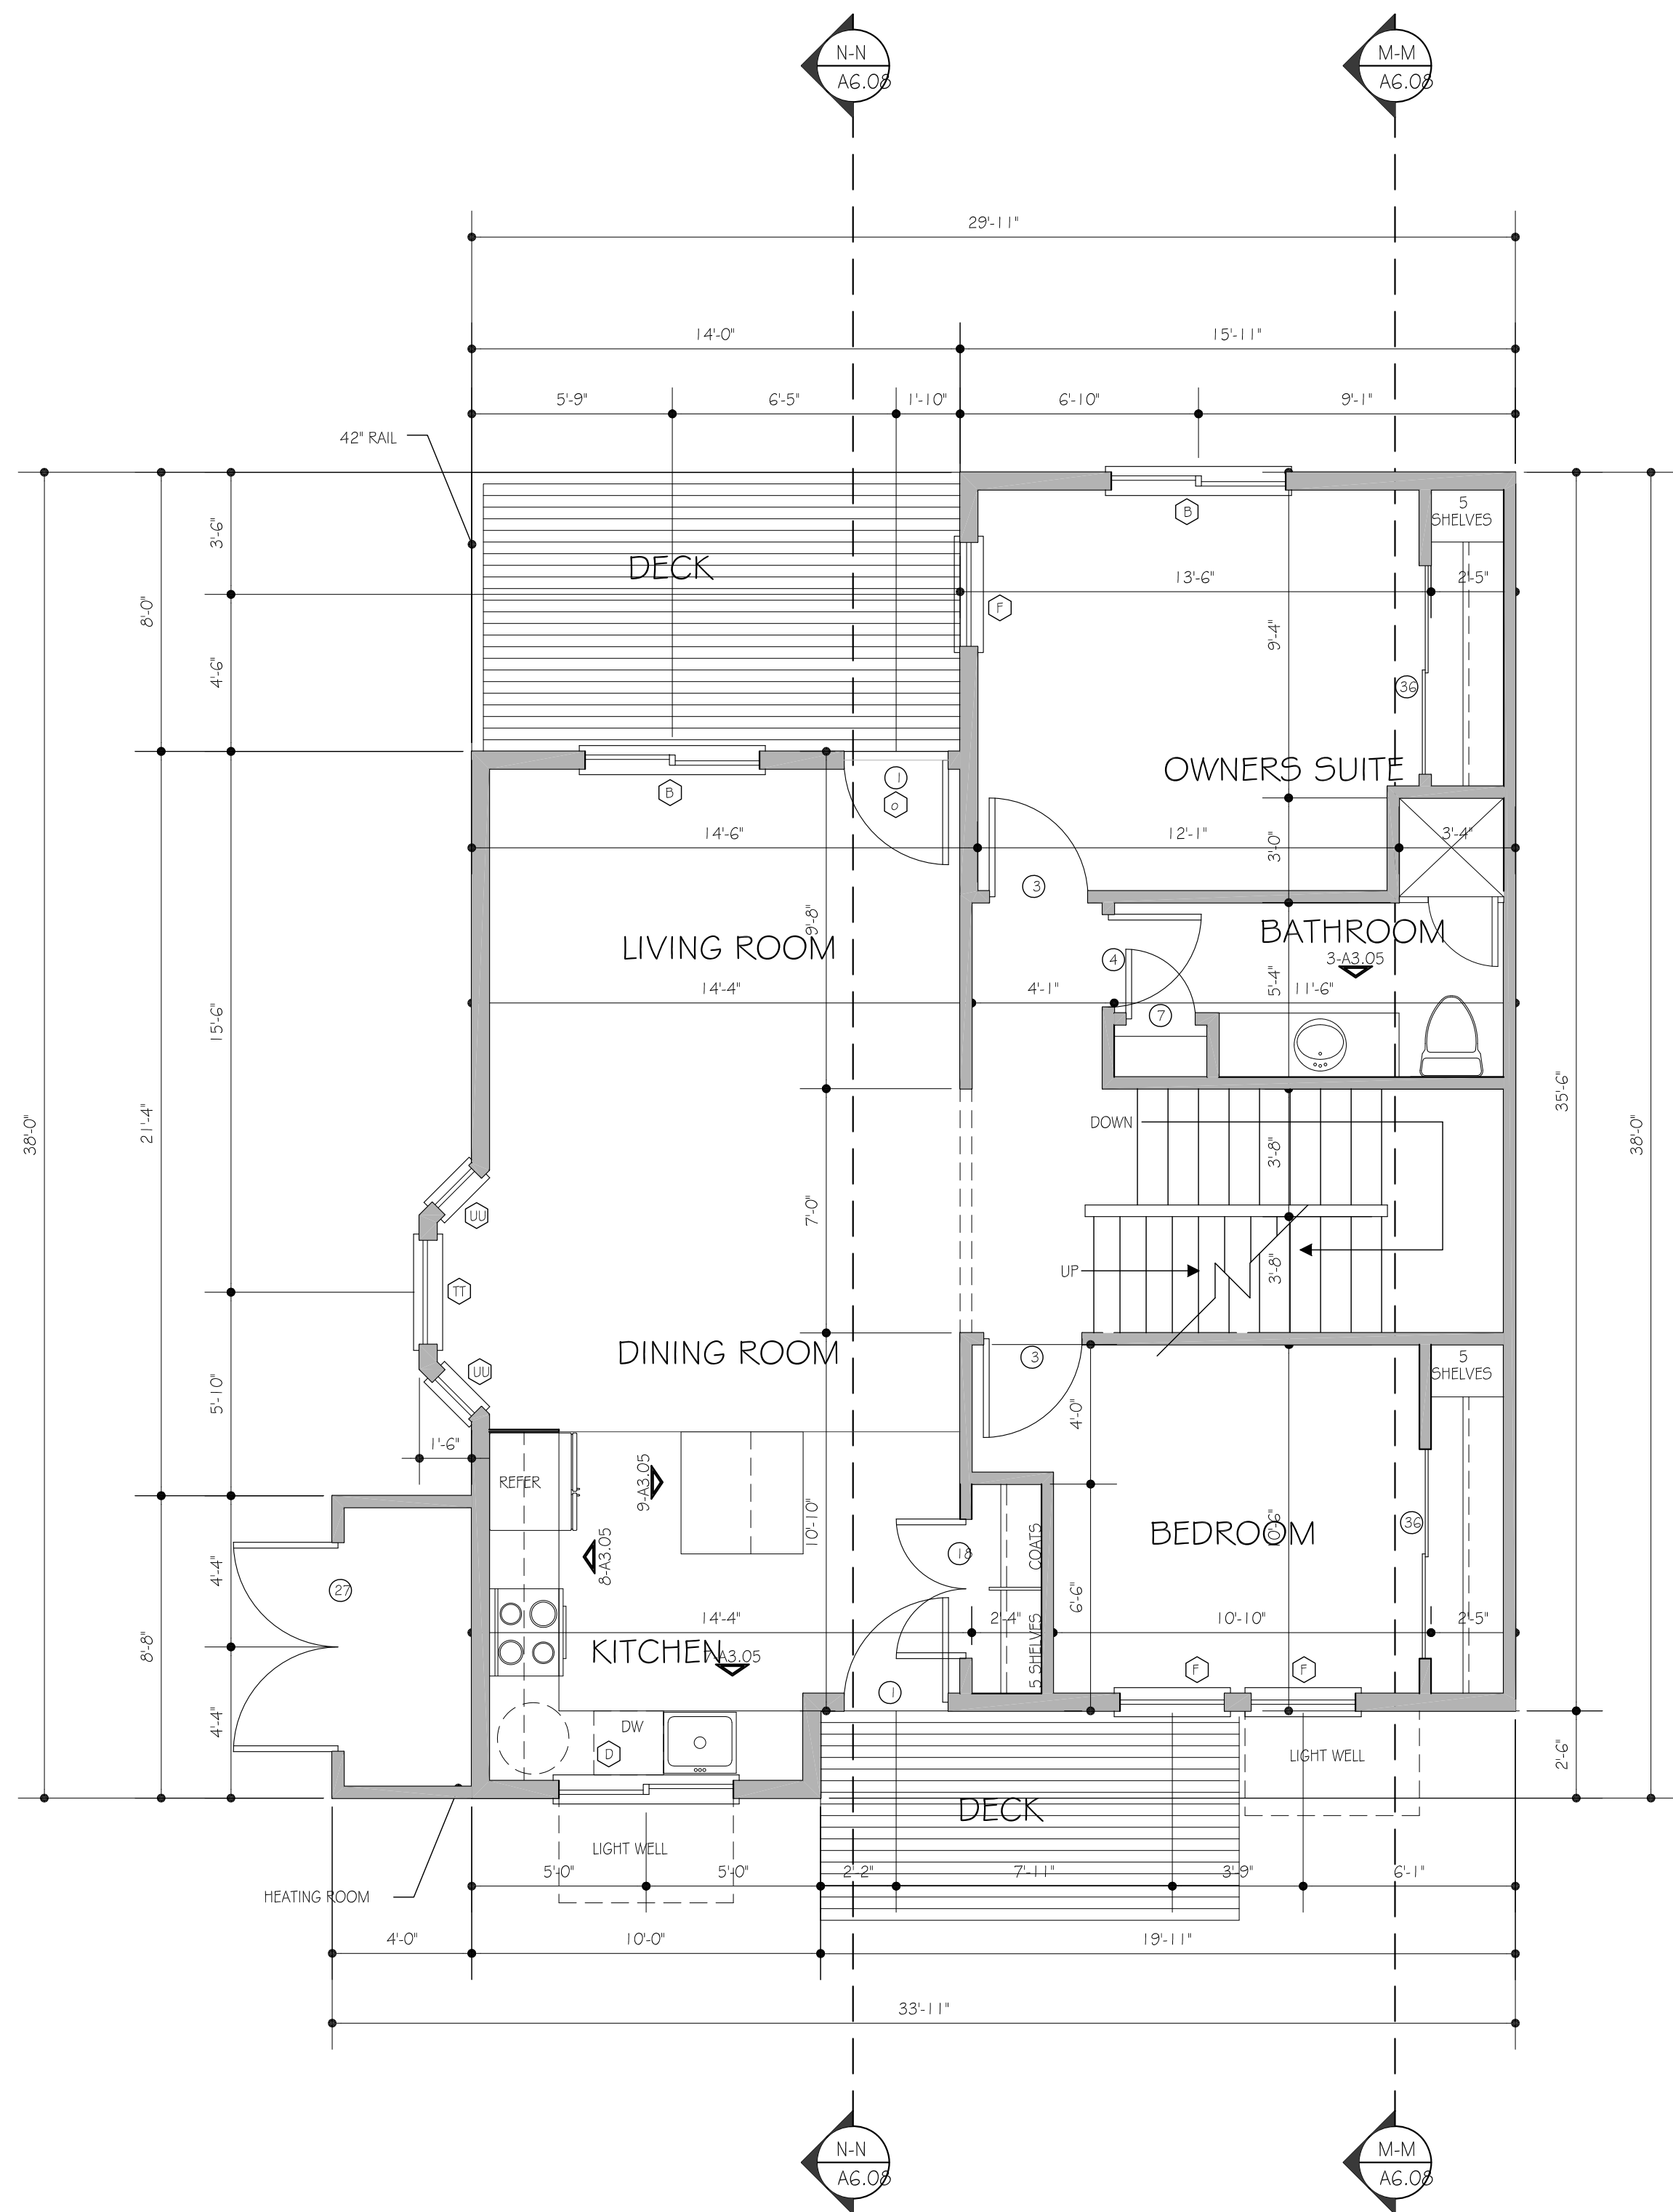 N-N
A6.08
M-M
A6.08
29'-11"
14'-0"
15'-11"
5'-9"
6'-5"
1'-10"
6'-10"
9'-1"
42" RAIL
B
5
SHELVES
3'-6"
DECK
13'-6"
2'-5"
8'-0"
F
9'-4"
4'-6"
36
OWNERS SUITE
1
B
O
14'-6"
12'-1"
3'-4"
3'-0"
3
9'-8"
LIVING ROOM
BATHROOM
4
3-A3.05
14'-4"
4'-1"
5'-4"
11'-6"
7
15'-6"
35'-6"
38'-0"
21'-4"
DOWN
38'-0"
3'-8"
7'-0"
UU
UP
3'-8"
TT
DINING ROOM
3
5
SHELVES
UU
5'-10"
4'-0"
1'-6"
REFER
9-A3.05
10'-10"
BEDROOM
10'-6"
36
COATS
18
8-A3.05
4'-4"
27
6'-6"
14'-4"
2'-4"
10'-10"
2'-5"
8'-8"
KITCHEN
7-A3.05
5 SHELVES
F
F
1
4'-4"
DW
D
LIGHT WELL
2'-6"
DECK
LIGHT WELL
5'-0"
5'-0"
2'-2"
7'-11"
3'-9"
6'-1"
HEATING ROOM
4'-0"
10'-0"
19'-11"
33'-11"
N-N
A6.08
M-M
A6.08